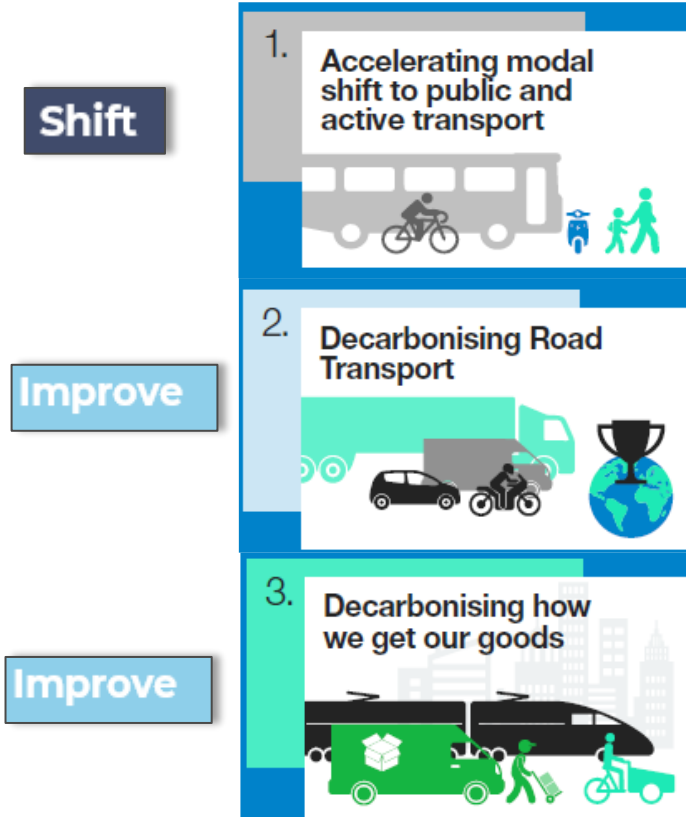 Shift
1.
Accelerating modal
shift to public and
active transport
Improve
2.
Decarbonising Road
Transport
Improve
3.
Decarbonising how
we get our goods